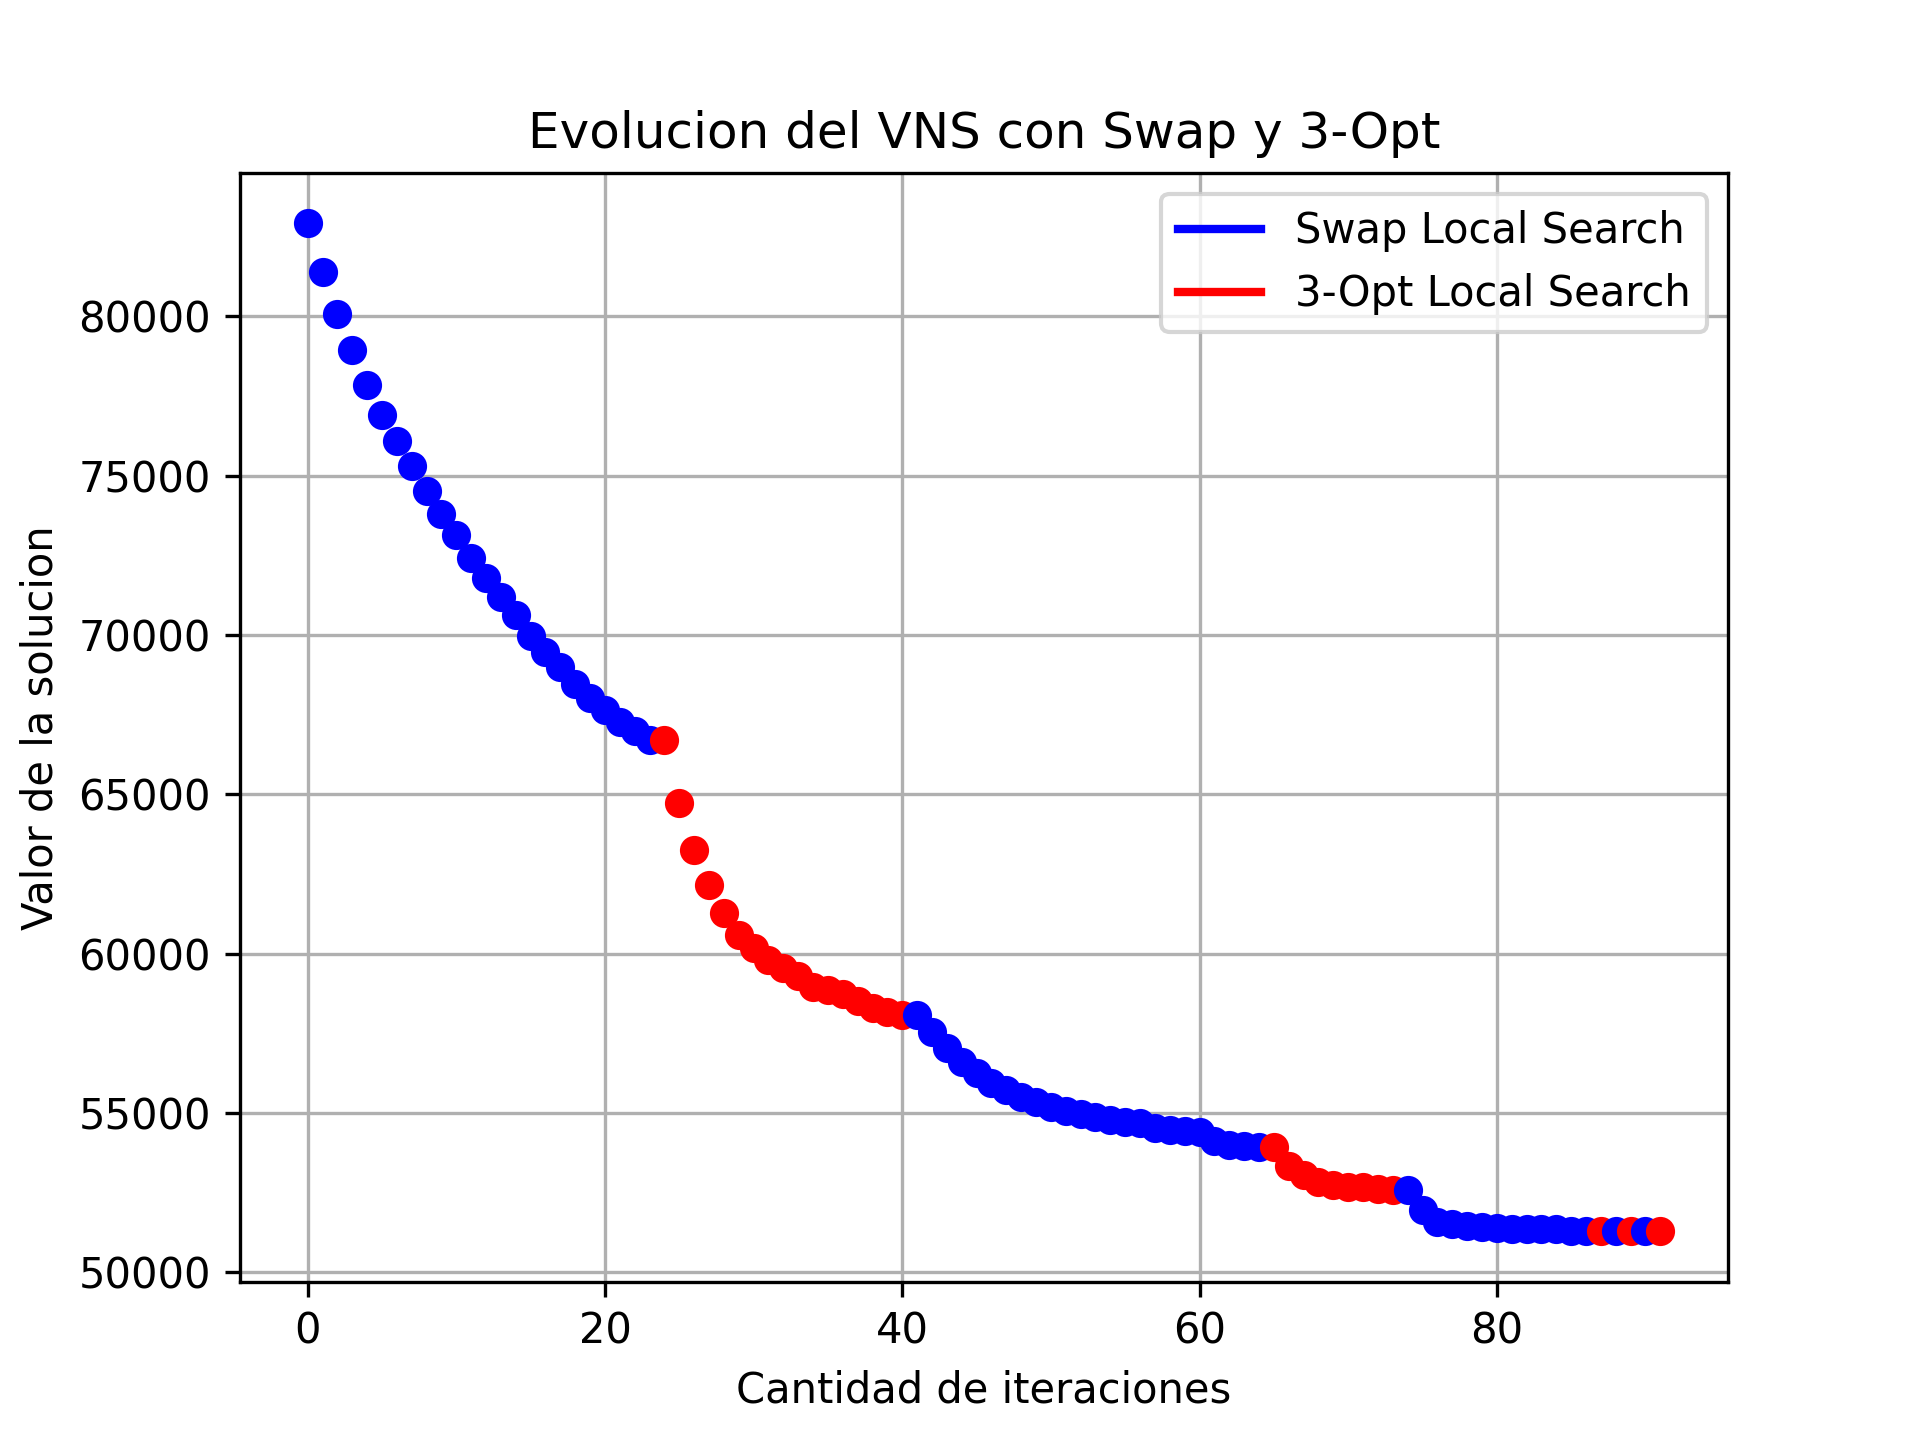 Evolucion del VNS con Swap y 3-Opt
Swap Local Search
3-Opt Local Search
Valor de la solucion
80000
75000
70000
65000
60000
55000
50000
0 20 40 60 80
Cantidad de iteraciones